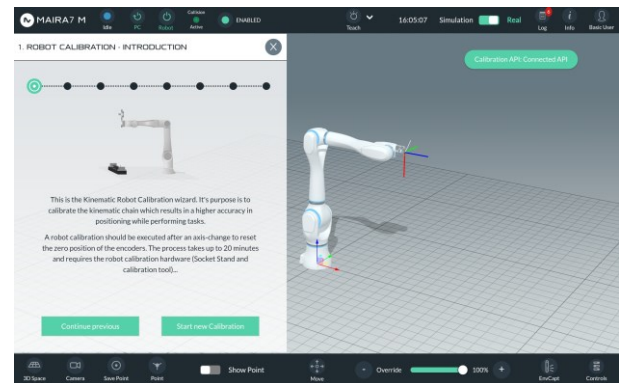 MAIRA7 M
Idle
PC
Robot
Collision
Active
ENABLED
Teach
16:05:07
Simulation
Real
Log
Info
Basic User
1. ROBOT CALIBRATION - INTRODUCTION
Calibration API: Connected API
This is the Kinematic Robot Calibration wizard. It's purpose is to
calibrate the kinematic chain which results in a higher accuracy in
positioning while performing tasks.
A robot calibration should be executed after an axis-change to reset
the zero position of the encoders. The process takes up to 20 minutes
and requires the robot calibration hardware (Socket Stand and
calibration tool)...
Continue previous
Start new Calibration
3D Space
Camera
Save Point
Point
Show Point
Move
- Override 100% +
EnvCapt
Controls